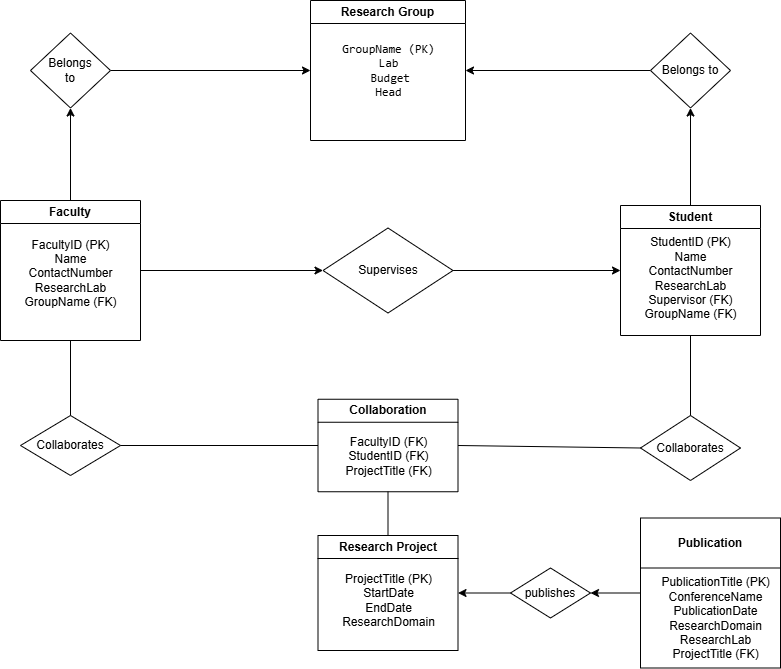 Research Group
GroupName (PK)
Lab
Budget
Head
Belongs
to
Belongs to
Faculty
FacultyID (PK)
Name
ContactNumber
ResearchLab
GroupName (FK)
Supervises
Student
StudentID (PK)
Name
ContactNumber
ResearchLab
Supervisor (FK)
GroupName (FK)
Collaborates
Collaboration
FacultyID (FK)
StudentID (FK)
ProjectTitle (FK)
Collaborates
Research Project
ProjectTitle (PK)
StartDate
EndDate
ResearchDomain
publishes
Publication
PublicationTitle (PK)
ConferenceName
PublicationDate
ResearchDomain
ResearchLab
ProjectTitle (FK)